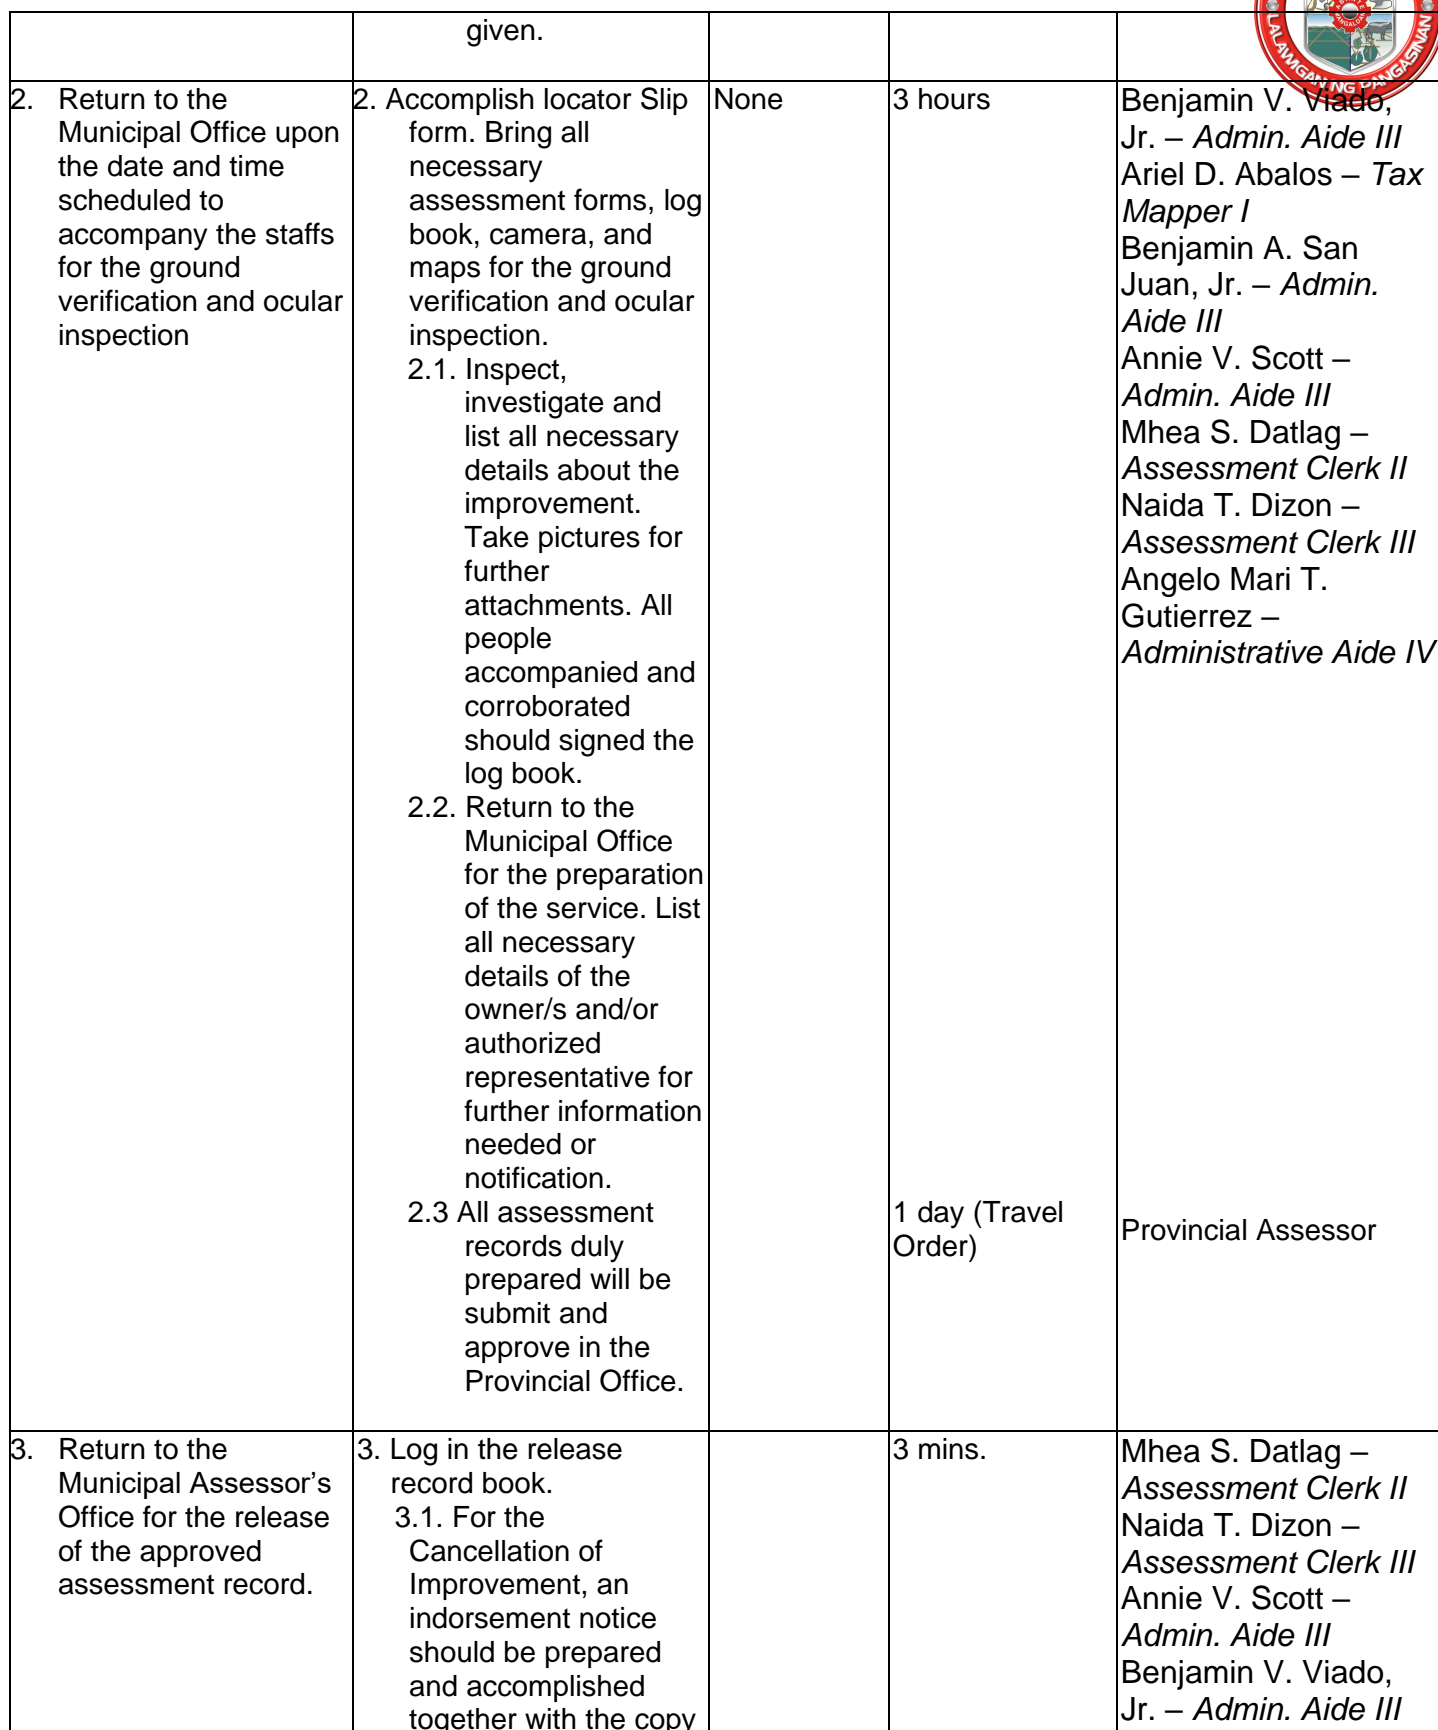 given.
LALAWIGAN NG PANGASINAN
2. Return to the
Municipal Office upon
the date and time
scheduled to
accompany the staffs
for the ground
verification and ocular
inspection
2. Accomplish locator Slip
form. Bring all
necessary
assessment forms, log
book, camera, and
maps for the ground
verification and ocular
inspection.
2.1. Inspect,
investigate and
list all necessary
details about the
improvement.
Take pictures for
further
attachments. All
people
accompanied and
corroborated
should signed the
log book.
2.2. Return to the
Municipal Office
for the preparation
of the service. List
all necessary
details of the
owner/s and/or
authorized
representative for
further information
needed or
notification.
2.3 All assessment
records duly
prepared will be
submit and
approve in the
Provincial Office.
None
3 hours
1 day (Travel
Order)
Benjamin V. Viado,
Jr. – Admin. Aide III
Ariel D. Abalos – Tax
Mapper I
Benjamin A. San
Juan, Jr. – Admin.
Aide III
Annie V. Scott –
Admin. Aide III
Mhea S. Datlag –
Assessment Clerk II
Naida T. Dizon –
Assessment Clerk III
Angelo Mari T.
Gutierrez –
Administrative Aide IV
Provincial Assessor
3. Return to the
Municipal Assessor’s
Office for the release
of the approved
assessment record.
3. Log in the release
record book.
3.1. For the
Cancellation of
Improvement, an
indorsement notice
should be prepared
and accomplished
together with the copy
3 mins.
Mhea S. Datlag –
Assessment Clerk II
Naida T. Dizon –
Assessment Clerk III
Annie V. Scott –
Admin. Aide III
Benjamin V. Viado,
Jr. – Admin. Aide III